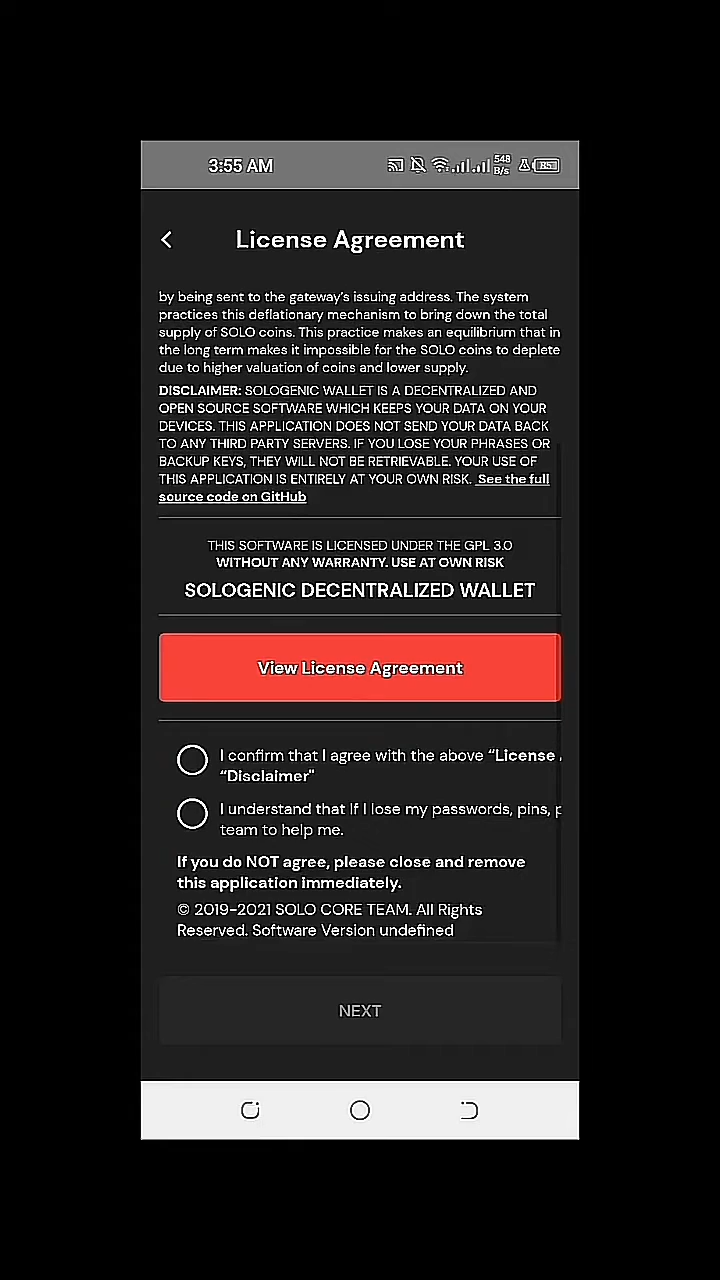 3:55 AM
548
B/s
85
License Agreement
by being sent to the gateway's issuing address. The system
practices this deflationary mechanism to bring down the total
supply of SOLO coins. This practice makes an equilibrium that in
the long term makes it impossible for the SOLO coins to deplete
due to higher valuation of coins and lower supply.
DISCLAIMER: SOLOGENIC WALLET IS A DECENTRALIZED AND
OPEN SOURCE SOFTWARE WHICH KEEPS YOUR DATA ON YOUR
DEVICES. THIS APPLICATION DOES NOT SEND YOUR DATA BACK
TO ANY THIRD PARTY SERVERS. IF YOU LOSE YOUR PHRASES OR
BACKUP KEYS, THEY WILL NOT BE RETRIEVABLE. YOUR USE OF
THIS APPLICATION IS ENTIRELY AT YOUR OWN RISK. See the full
source code on GitHub
THIS SOFTWARE IS LICENSED UNDER THE GPL 3.0
WITHOUT ANY WARRANTY. USE AT OWN RISK
SOLOGENIC DECENTRALIZED WALLET
View License Agreement
I confirm that I agree with the above “License
“Disclaimer"
I understand that If I lose my passwords, pins, p
team to help me.
If you do NOT agree, please close and remove
this application immediately.
© 2019-2021 SOLO CORE TEAM. All Rights
Reserved. Software Version undefined
NEXT